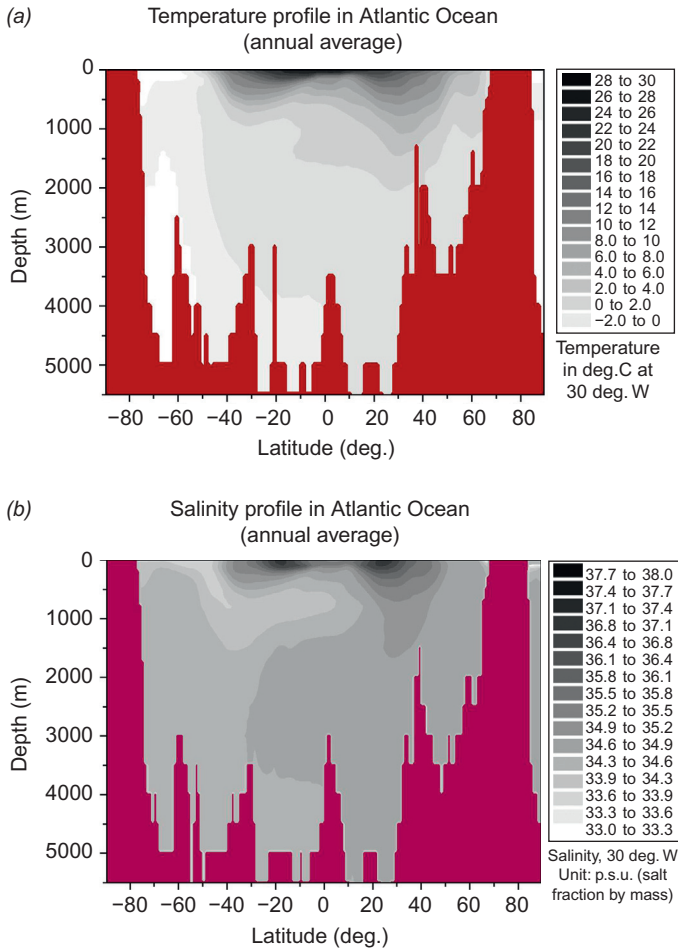 (a)
Temperature profile in Atlantic Ocean
(annual average)
0
1000
2000
3000
4000
5000
Depth (m)
−80 −60 −40 −20 0 20 40 60 80
Latitude (deg.)
28 to 30
26 to 28
24 to 26
22 to 24
20 to 22
18 to 20
16 to 18
14 to 16
12 to 14
10 to 12
8.0 to 10
6.0 to 8.0
4.0 to 6.0
2.0 to 4.0
0 to 2.0
−2.0 to 0
Temperature
in deg.C at
30 deg. W
(b)
Salinity profile in Atlantic Ocean
(annual average)
0
1000
2000
3000
4000
5000
Depth (m)
−80 −60 −40 −20 0 20 40 60 80
Latitude (deg.)
37.7 to 38.0
37.4 to 37.7
37.1 to 37.4
36.8 to 37.1
36.4 to 36.8
36.1 to 36.4
35.8 to 36.1
35.5 to 35.8
35.2 to 35.5
34.9 to 35.2
34.6 to 34.9
34.3 to 34.6
33.9 to 34.3
33.6 to 33.9
33.3 to 33.6
33.0 to 33.3
Salinity, 30 deg. W
Unit: p.s.u. (salt
fraction by mass)